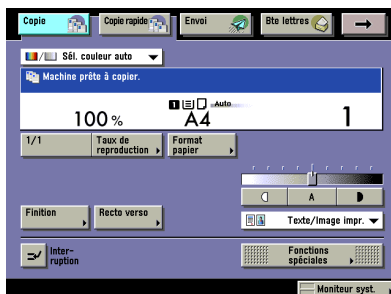 Copie
Copie rapide
Envoi
Bte lettres
Sél. couleur auto
Machine prête à copier.
100 %
1
Auto
A4
1
1/1
Taux de
reproduction
Format
papier
A
Finition
Recto verso
Texte/Image impr.
Inter-
ruption
Fonctions
spéciales
Moniteur syst.